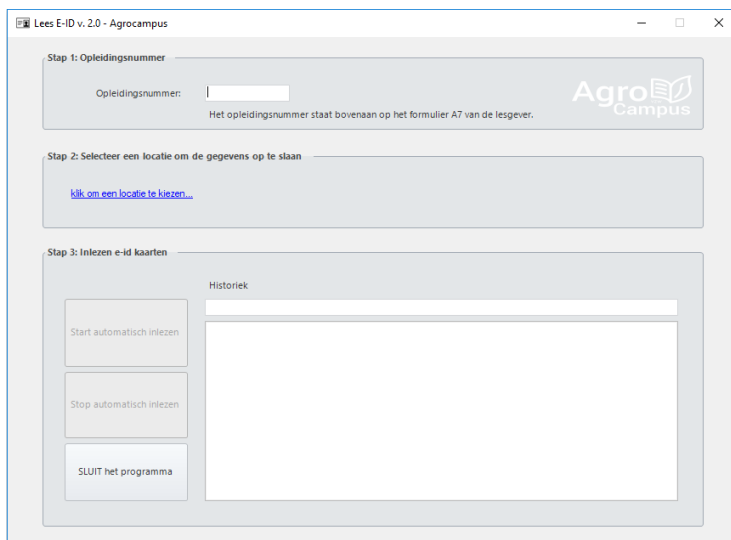 Lees E-ID v. 2.0 - Agrocampus
Stap 1: Opleidingsnummer
Opleidingsnummer:
Het opleidingsnummer staat bovenaan op het formulier A7 van de lesgever.
Agro
Campus
Stap 2: Selecteer een locatie om de gegevens op te slaan
klik om een locatie te kiezen...
Stap 3: Inlezen e-id kaarten
Historiek
Start automatisch inlezen
Stop automatisch inlezen
SLUIT het programma